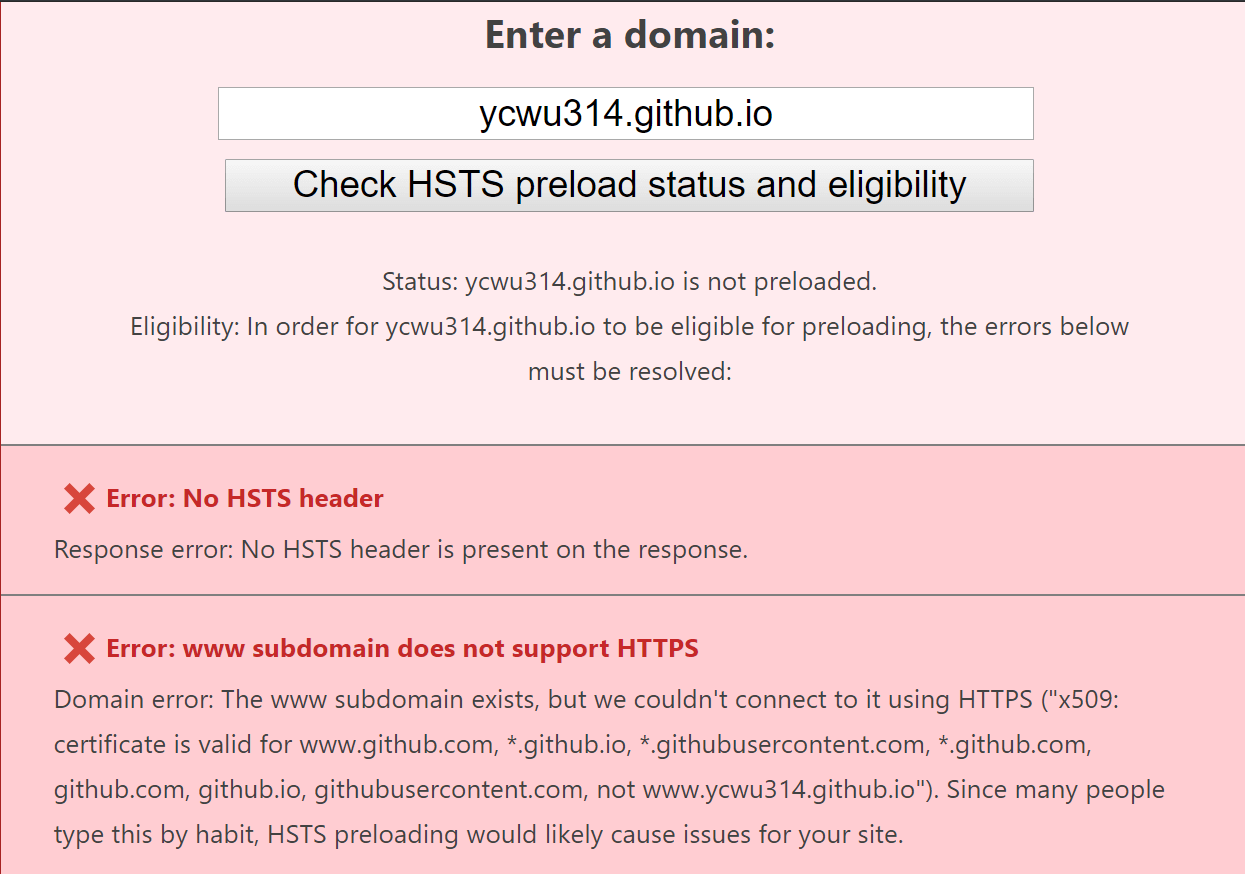 Enter a domain:
ycwu314.github.io
Check HSTS preload status and eligibility
Status: ycwu314.github.io is not preloaded.
Eligibility: In order for ycwu314.github.io to be eligible for preloading, the errors below
must be resolved:
Error: No HSTS header
Response error: No HSTS header is present on the response.
Error: www subdomain does not support HTTPS
Domain error: The www subdomain exists, but we couldn't connect to it using HTTPS ("x509:
certificate is valid for www.github.com, *.github.io, *.githubusercontent.com, *.github.com,
github.com, github.io, githubusercontent.com, not www.ycwu314.github.io"). Since many people
type this by habit, HSTS preloading would likely cause issues for your site.